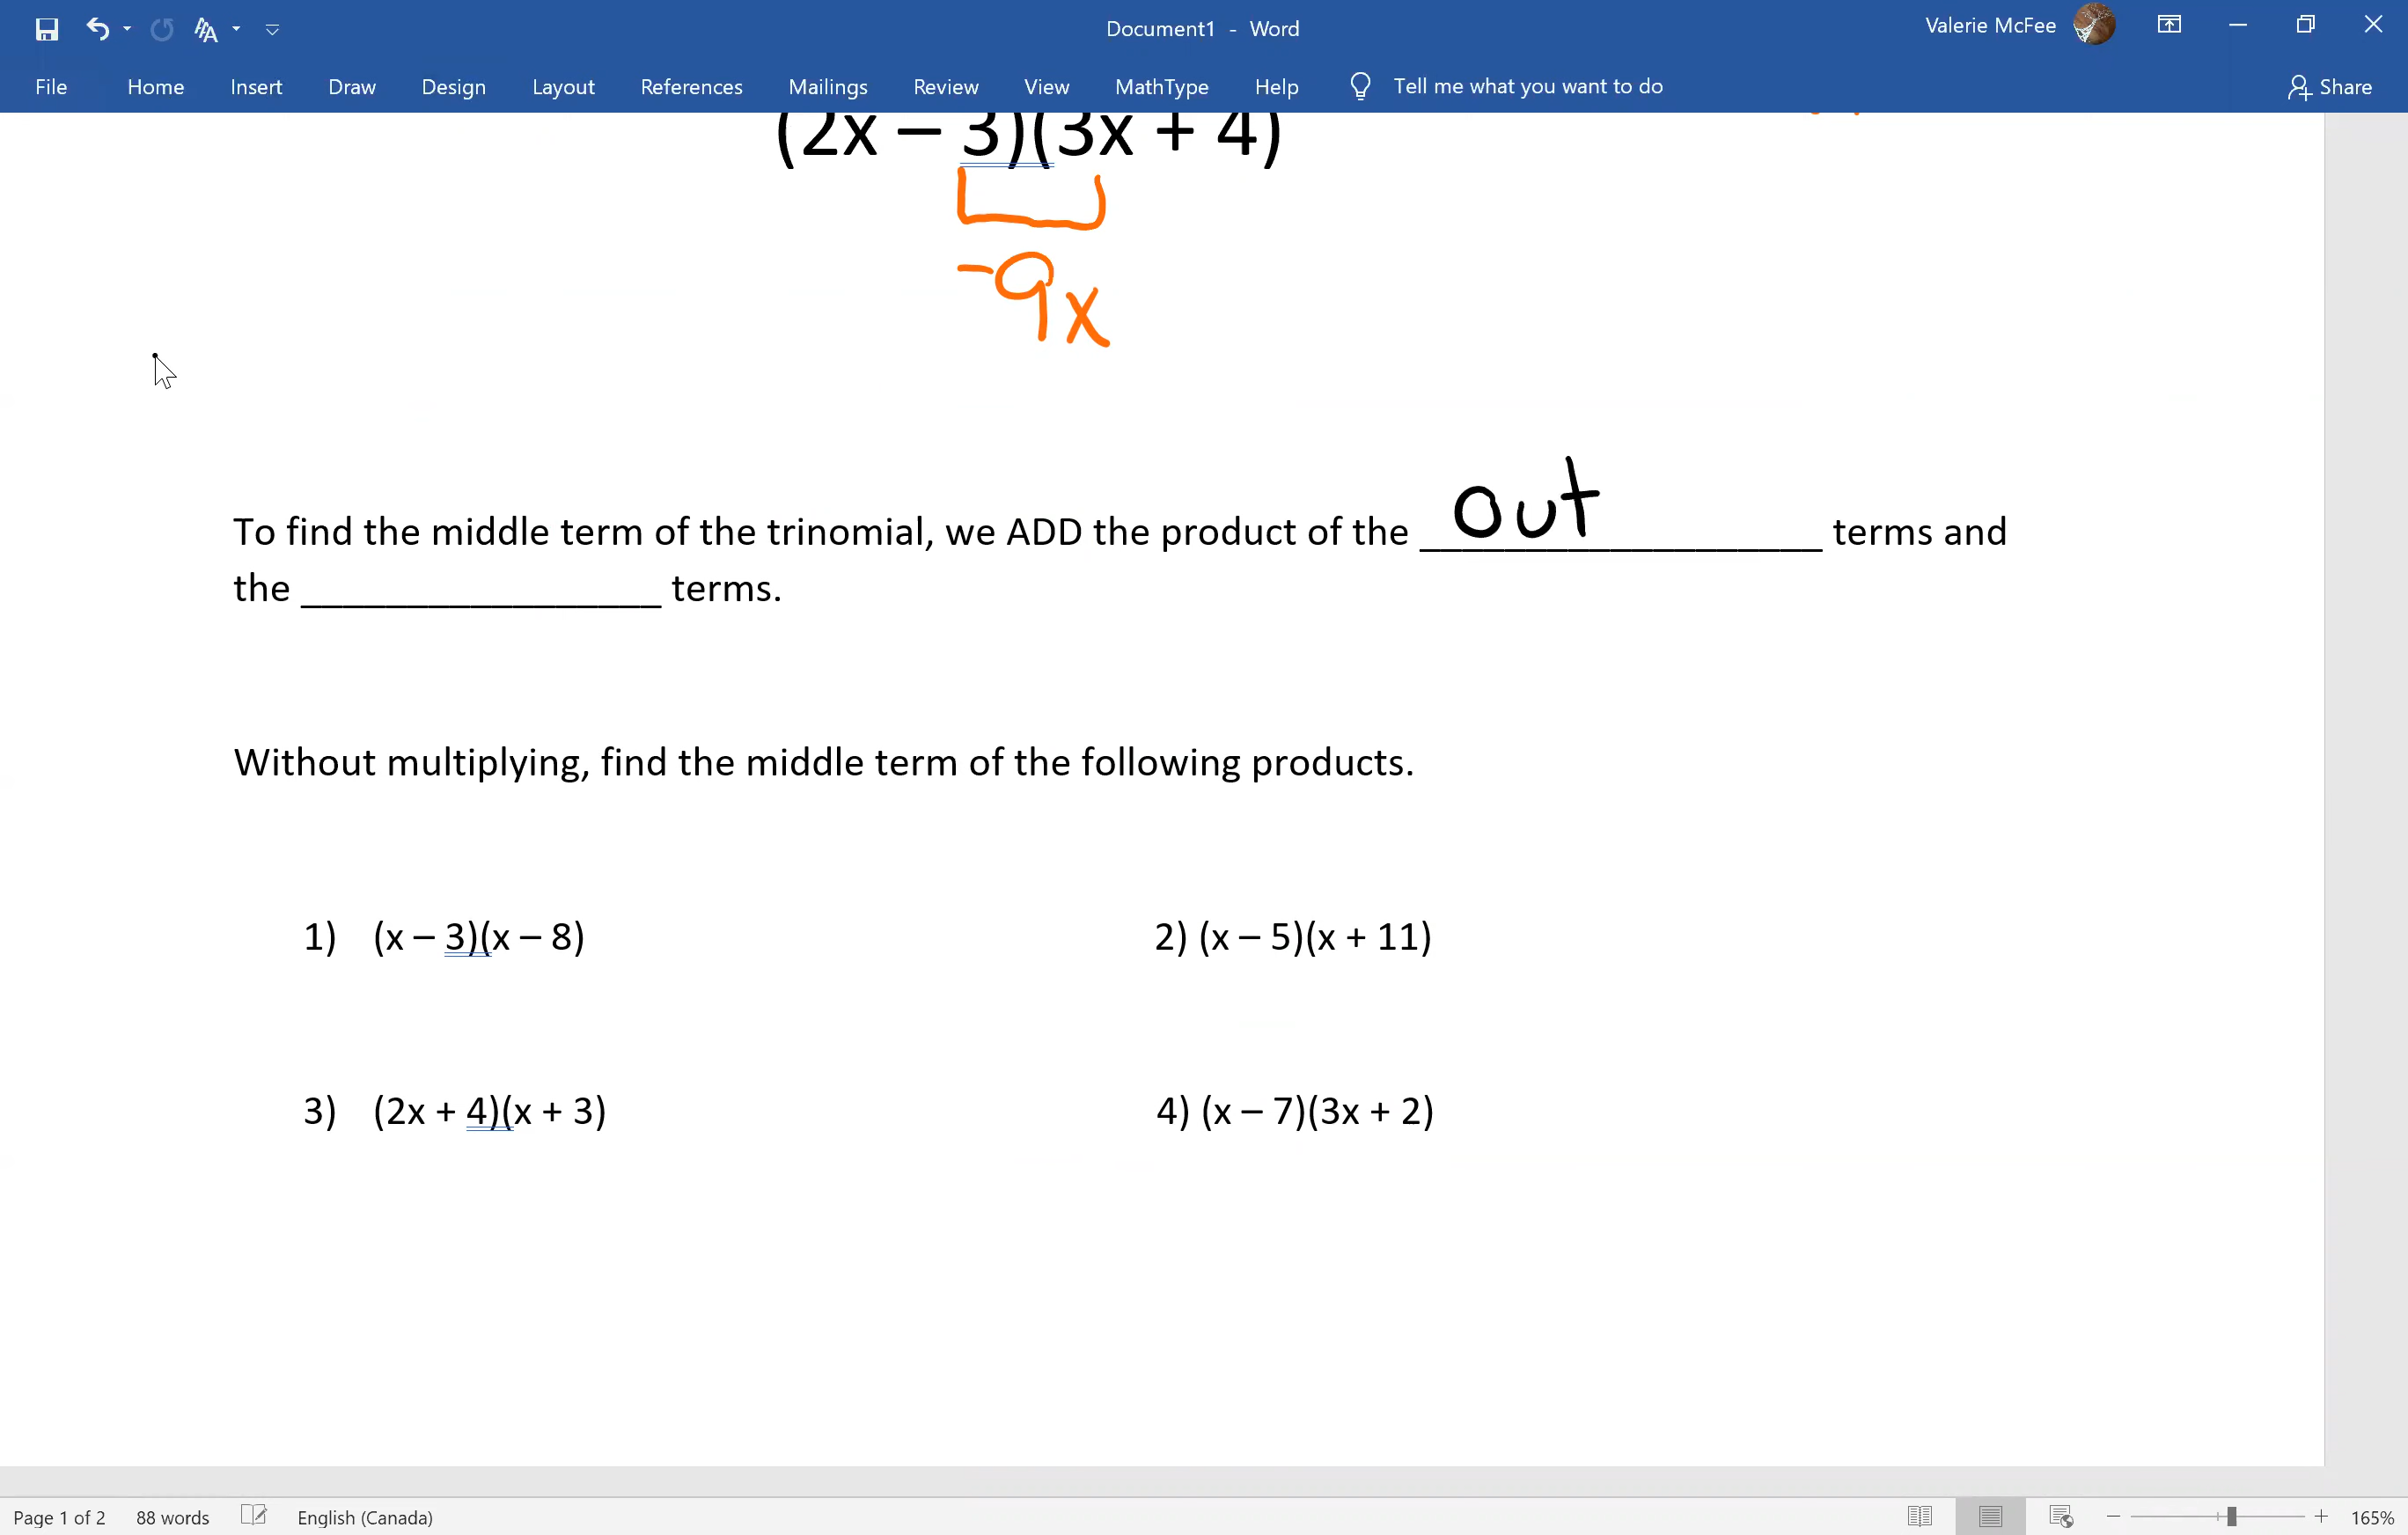 Document1 - Word
Valerie McFee
File Home Insert Draw Design Layout References Mailings Review View MathType Help Tell me what you want to do Share
(2x – 3)(3x + 4)
-9x
To find the middle term of the trinomial, we ADD the product of the out terms and
the _________________ terms.
Without multiplying, find the middle term of the following products.
1) (x – 3)(x – 8)
2) (x – 5)(x + 11)
3) (2x + 4)(x + 3)
4) (x – 7)(3x + 2)
Page 1 of 2 88 words English (Canada) 165%